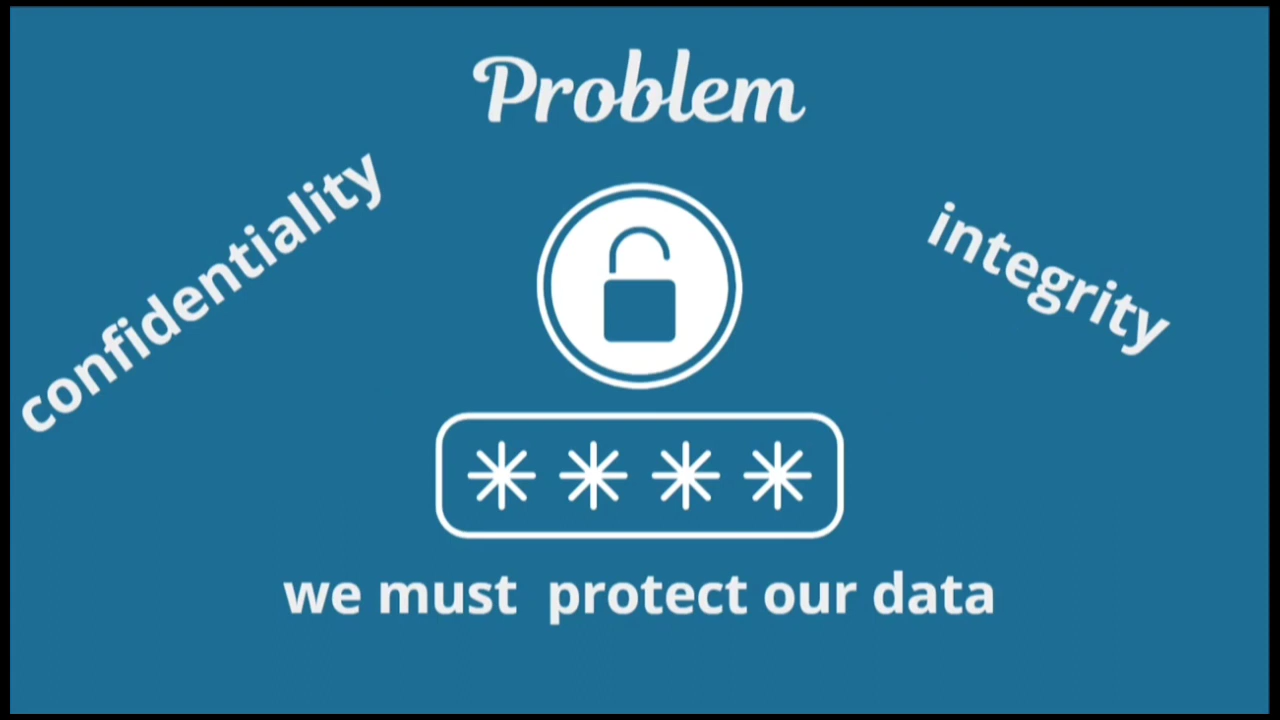 Problem
confidentiality
integrity
****
we must  protect our data